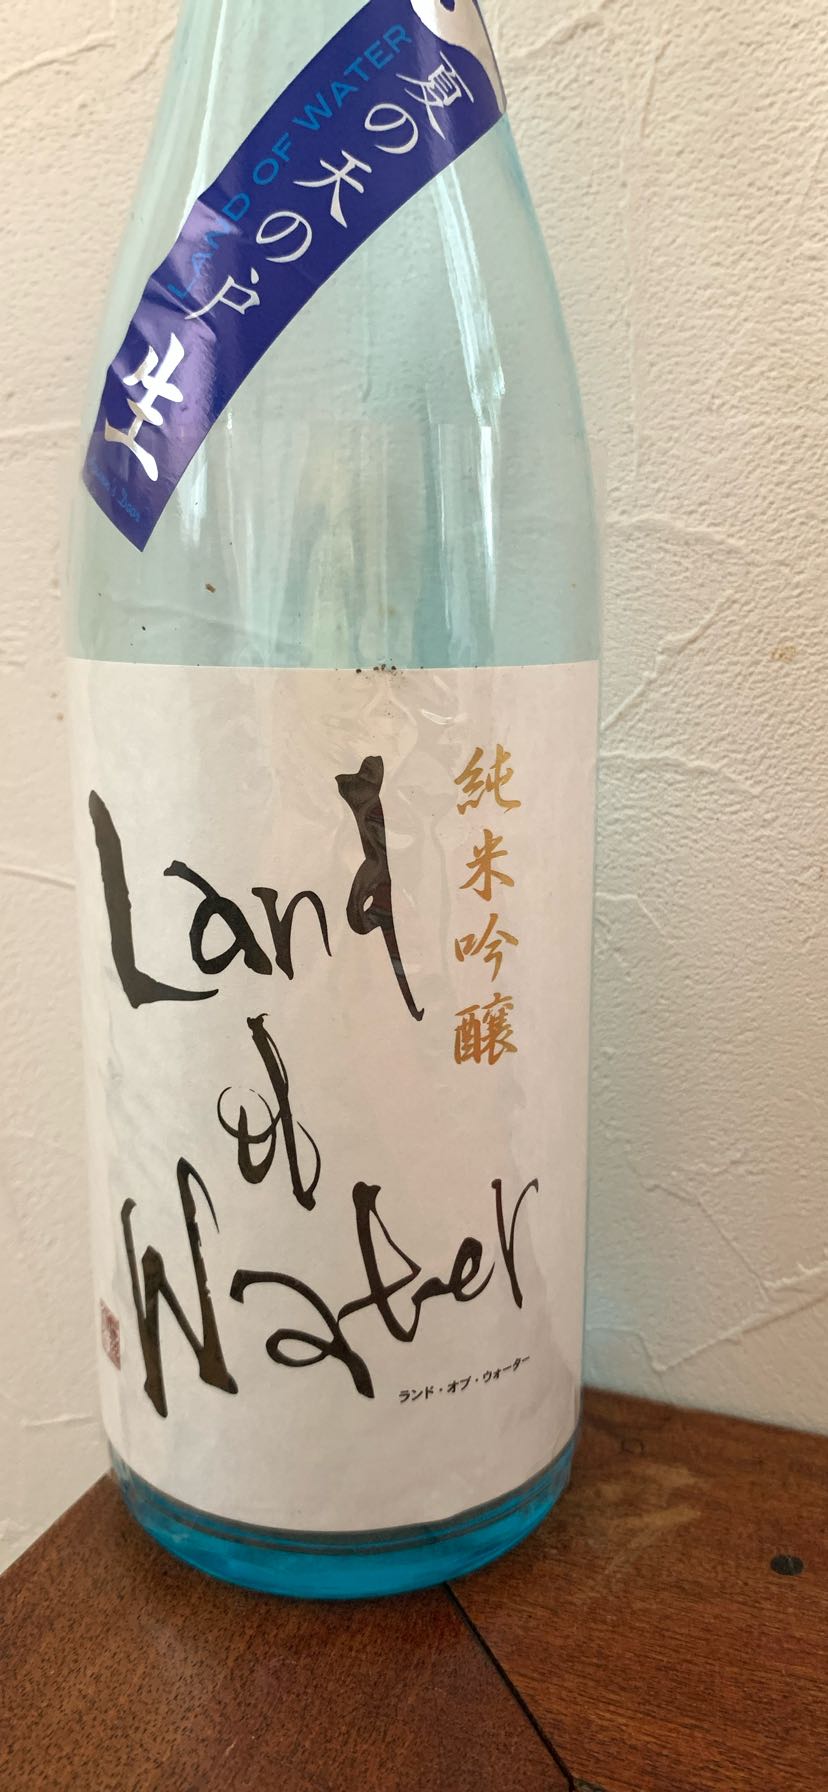 夏の天の戸 生
LAND OF WATER
純米吟醸
Land
of
Water
ランド・オブ・ウォーター